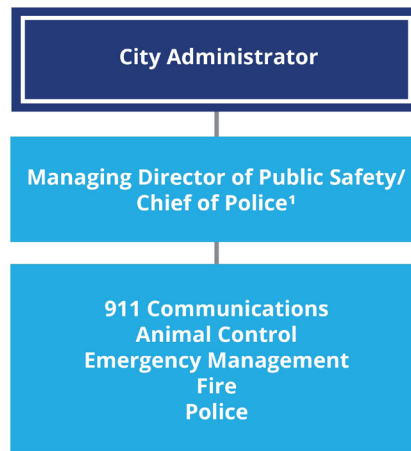 City Administrator
Managing Director of Public Safety/
Chief of Police¹
911 Communications
Animal Control
Emergency Management
Fire
Police